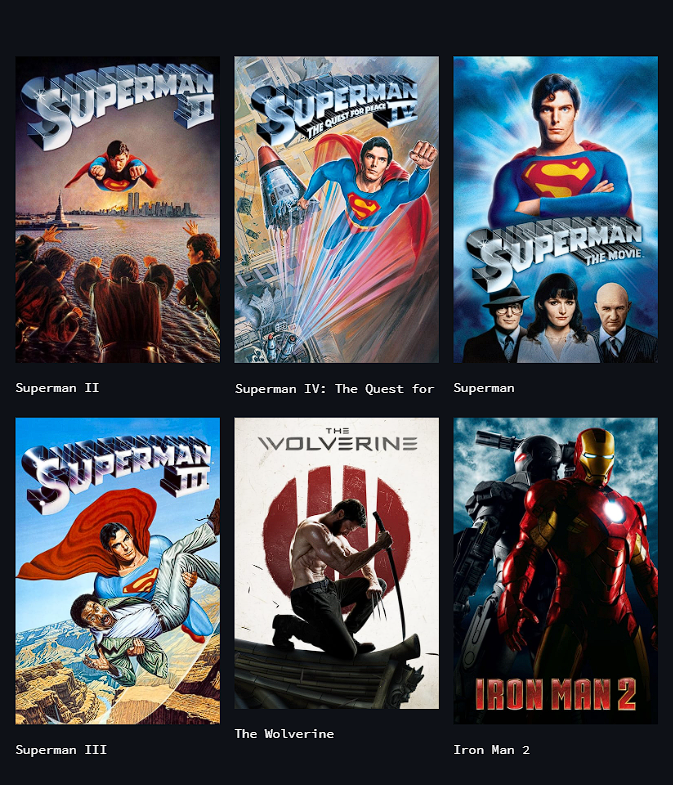 SUPERMAN II
SUPERMAN IV
THE QUEST FOR PEACE
SUPERMAN
THE MOVIE
Superman II
Superman IV: The Quest for
Superman
SUPERMAN III
THE WOLVERINE
IRON MAN 2
Superman III
The Wolverine
Iron Man 2